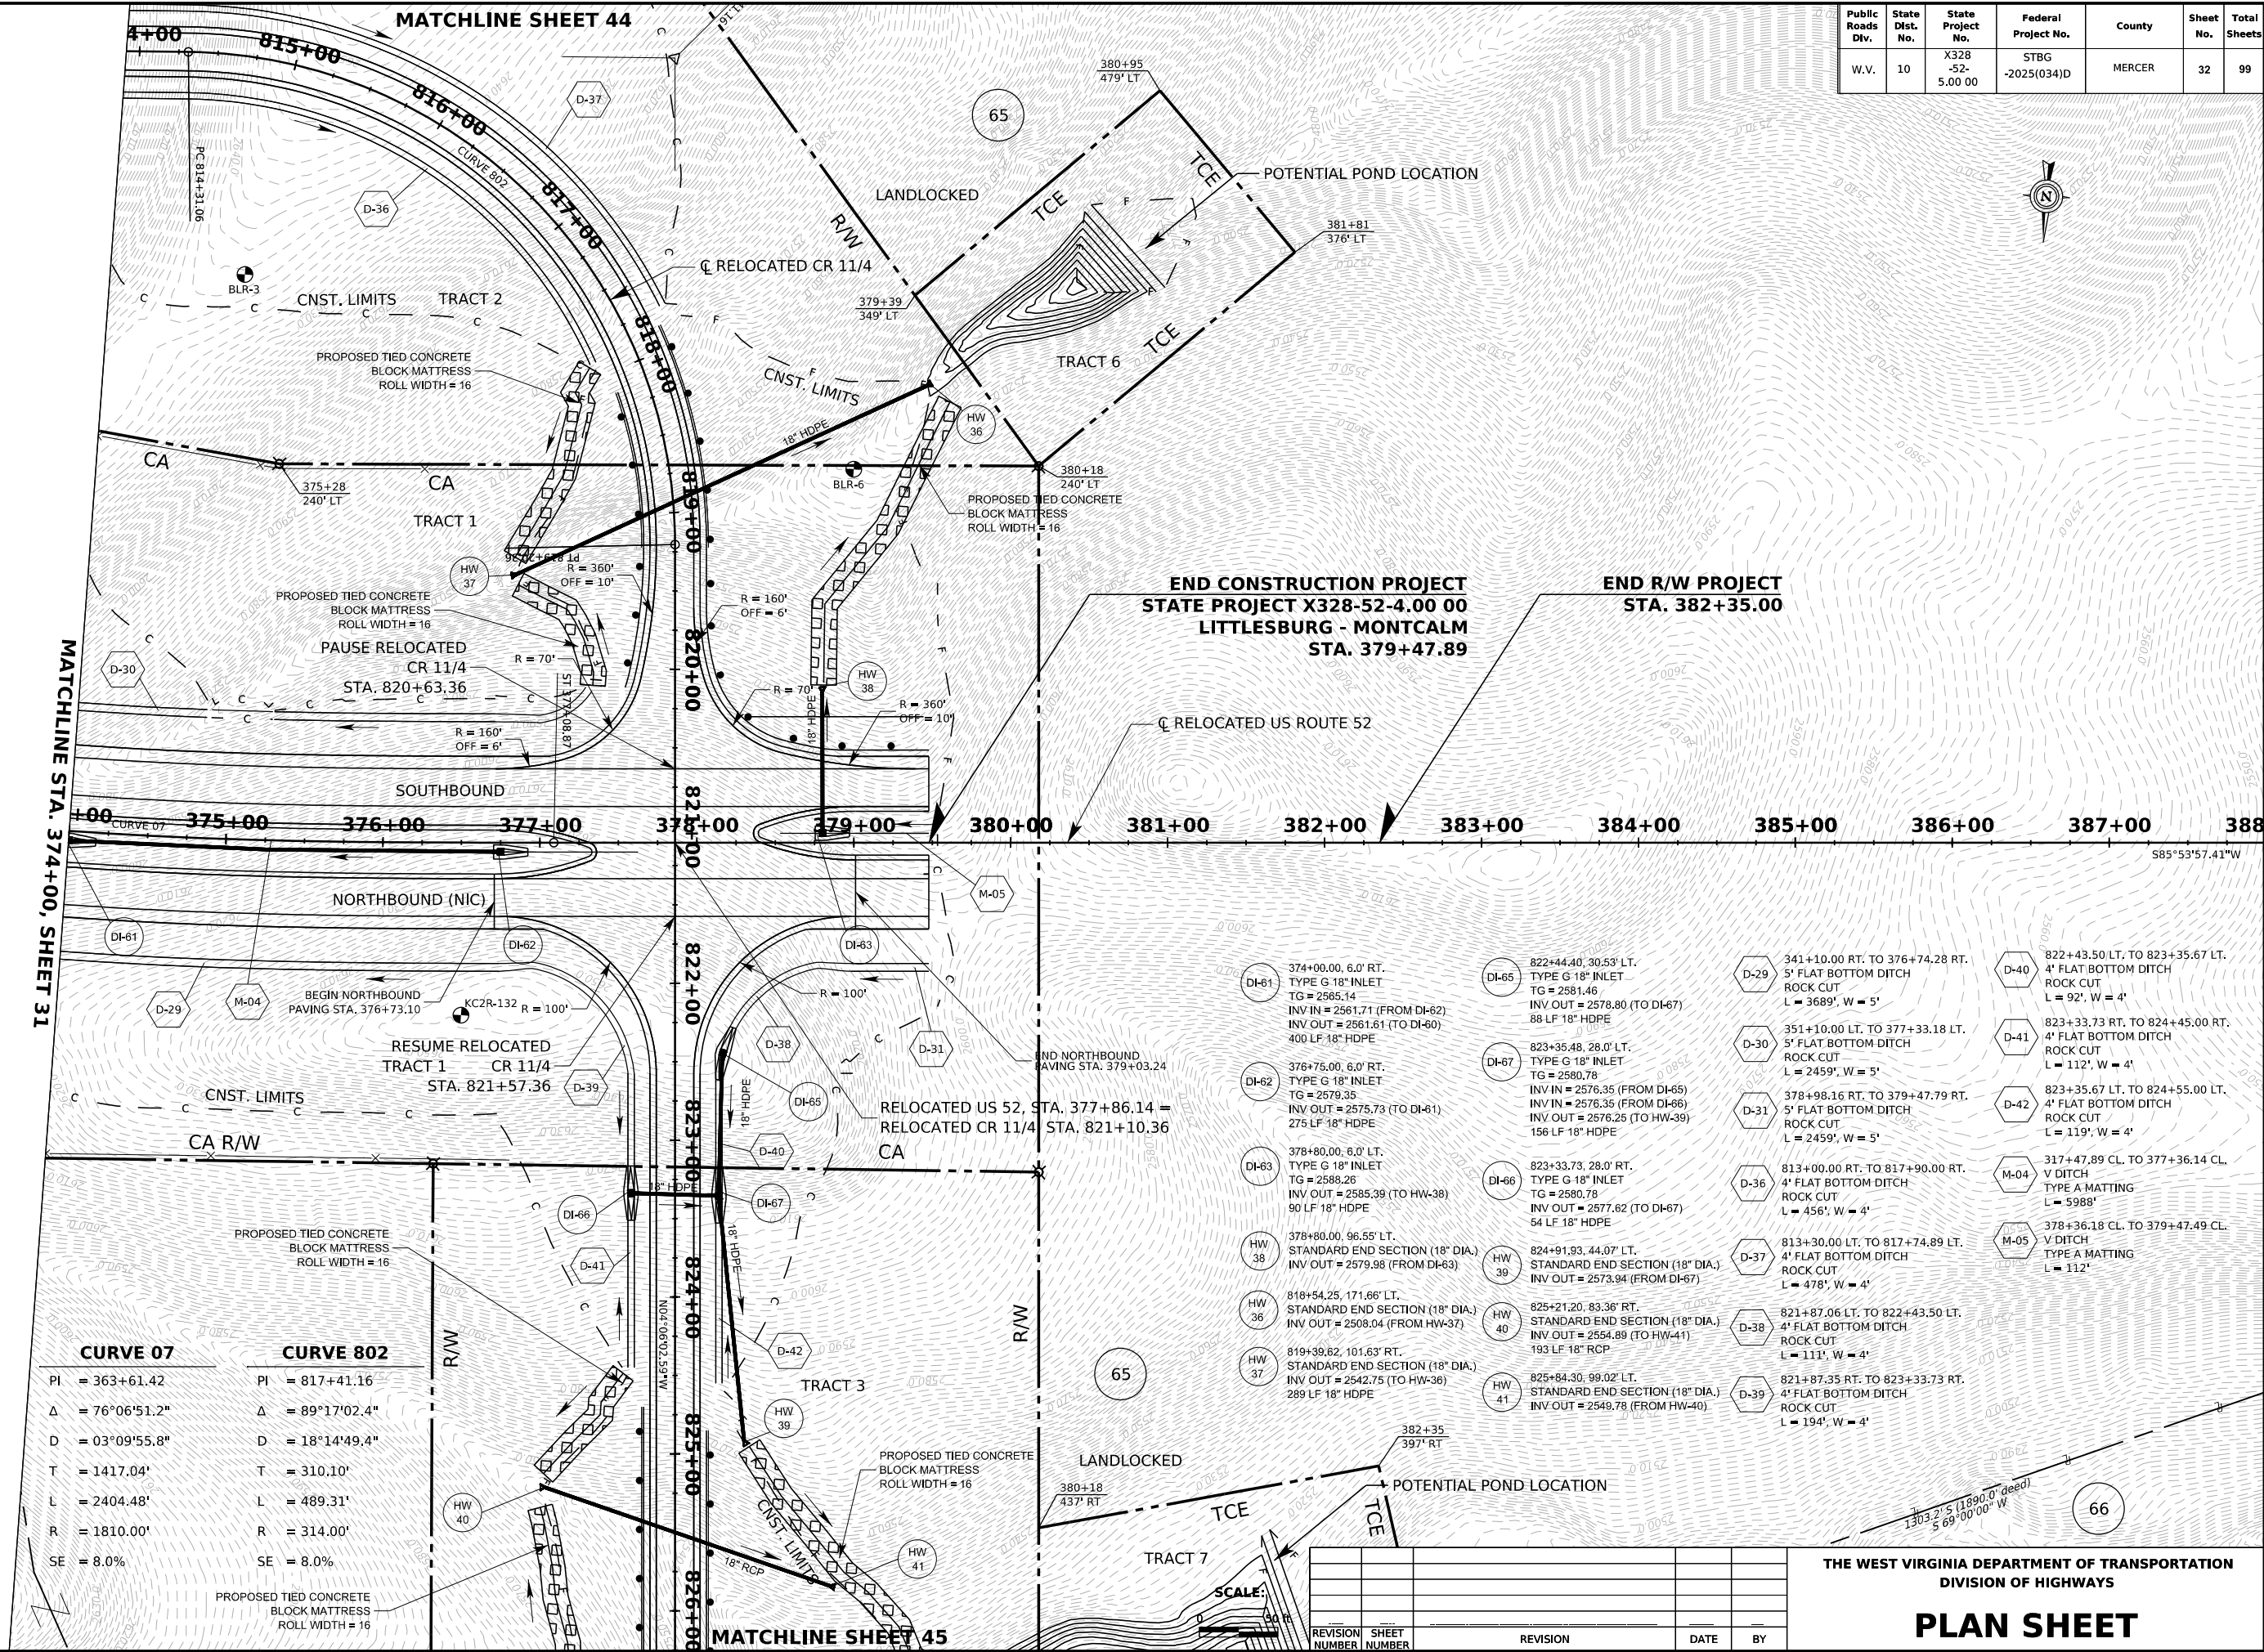 MATCHLINE SHEET 44
Public Roads Div.
State Dist. No.
State Project No.
Federal Project No.
County
Sheet No.
Total Sheets
W.V.
10
X328
-52-
5.00 00
STBG
-2025(034)D
MERCER
32
99
4+00
815+00
816+00
817+00
818+00
819+00
820+00
821+00
822+00
823+00
824+00
825+00
826+00
CURVE 802
PC 814+31.06
D-37
D-36
65
380+95
479' LT
LANDLOCKED
TCE
TCE
POTENTIAL POND LOCATION
381+81
376' LT
R/W
℄ RELOCATED CR 11/4
379+39
349' LT
TCE
TRACT 6
N
BLR-3
CNST. LIMITS
TRACT 2
PROPOSED TIED CONCRETE
BLOCK MATTRESS
ROLL WIDTH = 16
CNST. LIMITS
18" HDPE
HW
36
CA
375+28
240' LT
CA
TRACT 1
BLR-6
380+18
240' LT
PROPOSED TIED CONCRETE
BLOCK MATTRESS
ROLL WIDTH = 16
HW
37
R = 360'
OFF = 10'
PROPOSED TIED CONCRETE
BLOCK MATTRESS
ROLL WIDTH = 16
R = 160'
OFF = 6'
END CONSTRUCTION PROJECT
STATE PROJECT X328-52-4.00 00
LITTLESBURG - MONTCALM
STA. 379+47.89
END R/W PROJECT
STA. 382+35.00
D-30
PAUSE RELOCATED
CR 11/4
STA. 820+63.36
R = 70'
ST 377+08.87
R = 70'
HW
38
18" HDPE
R = 360'
OFF = 10'
R = 160'
OFF = 6'
℄ RELOCATED US ROUTE 52
MATCHLINE STA. 374+00, SHEET 31
SOUTHBOUND
+00
CURVE 07
375+00
376+00
377+00
378+00
379+00
380+00
381+00
382+00
383+00
384+00
385+00
386+00
387+00
388
S85°53'57.41"W
NORTHBOUND (NIC)
M-05
DI-61
DI-62
DI-63
D-29
M-04
BEGIN NORTHBOUND
PAVING STA. 376+73.10
KC2R-132
R = 100'
R = 100'
D-38
D-31
END NORTHBOUND
PAVING STA. 379+03.24
RESUME RELOCATED
TRACT 1
CR 11/4
STA. 821+57.36
D-39
CNST. LIMITS
18" HDPE
DI-65
RELOCATED US 52, STA. 377+86.14 =
RELOCATED CR 11/4, STA. 821+10.36
CA R/W
D-40
CA
18" HDPE
DI-66
DI-67
PROPOSED TIED CONCRETE
BLOCK MATTRESS
ROLL WIDTH = 16
D-41
18" HDPE
N04°06'02.59"W
D-42
TRACT 3
R/W
R/W
65
HW
39
PROPOSED TIED CONCRETE
BLOCK MATTRESS
ROLL WIDTH = 16
LANDLOCKED
382+35
397' RT
380+18
437' RT
TCE
TCE
POTENTIAL POND LOCATION
HW
40
18" RCP
CNST. LIMITS
HW
41
TRACT 7
PROPOSED TIED CONCRETE
BLOCK MATTRESS
ROLL WIDTH = 16
MATCHLINE SHEET 45
1303.2' S (1890.0' deed)
S 69°00'00" W
66
CURVE 07
PI = 363+61.42
Δ = 76°06'51.2"
D = 03°09'55.8"
T = 1417.04'
L = 2404.48'
R = 1810.00'
SE = 8.0%
CURVE 802
PI = 817+41.16
Δ = 89°17'02.4"
D = 18°14'49.4"
T = 310.10'
L = 489.31'
R = 314.00'
SE = 8.0%
DI-61
374+00.00, 6.0' RT.
TYPE G 18" INLET
TG = 2565.14
INV IN = 2561.71 (FROM DI-62)
INV OUT = 2561.61 (TO DI-60)
400 LF 18" HDPE
DI-62
376+75.00, 6.0' RT.
TYPE G 18" INLET
TG = 2579.35
INV OUT = 2575.73 (TO DI-61)
275 LF 18" HDPE
DI-63
378+80.00, 6.0' LT.
TYPE G 18" INLET
TG = 2588.26
INV OUT = 2585.39 (TO HW-38)
90 LF 18" HDPE
HW
38
378+80.00, 96.55' LT.
STANDARD END SECTION (18" DIA.)
INV OUT = 2579.98 (FROM DI-63)
HW
36
818+54.25, 171.66' LT.
STANDARD END SECTION (18" DIA.)
INV OUT = 2508.04 (FROM HW-37)
HW
37
819+39.62, 101.63' RT.
STANDARD END SECTION (18" DIA.)
INV OUT = 2542.75 (TO HW-36)
289 LF 18" HDPE
DI-65
822+44.40, 30.53' LT.
TYPE G 18" INLET
TG = 2581.46
INV OUT = 2578.80 (TO DI-67)
88 LF 18" HDPE
DI-67
823+35.48, 28.0' LT.
TYPE G 18" INLET
TG = 2580.78
INV IN = 2576.35 (FROM DI-65)
INV IN = 2576.35 (FROM DI-66)
INV OUT = 2576.25 (TO HW-39)
156 LF 18" HDPE
DI-66
823+33.73, 28.0' RT.
TYPE G 18" INLET
TG = 2580.78
INV OUT = 2577.62 (TO DI-67)
54 LF 18" HDPE
HW
39
824+91.93, 44.07' LT.
STANDARD END SECTION (18" DIA.)
INV OUT = 2573.94 (FROM DI-67)
HW
40
825+21.20, 83.36' RT.
STANDARD END SECTION (18" DIA.)
INV OUT = 2554.89 (TO HW-41)
193 LF 18" RCP
HW
41
825+84.30, 99.02' LT.
STANDARD END SECTION (18" DIA.)
INV OUT = 2549.78 (FROM HW-40)
D-29
341+10.00 RT. TO 376+74.28 RT.
5' FLAT BOTTOM DITCH
ROCK CUT
L = 3689', W = 5'
D-30
351+10.00 LT. TO 377+33.18 LT.
5' FLAT BOTTOM DITCH
ROCK CUT
L = 2459', W = 5'
D-31
378+98.16 RT. TO 379+47.79 RT.
5' FLAT BOTTOM DITCH
ROCK CUT
L = 2459', W = 5'
D-36
813+00.00 RT. TO 817+90.00 RT.
4' FLAT BOTTOM DITCH
ROCK CUT
L = 456', W = 4'
D-37
813+30.00 LT. TO 817+74.89 LT.
4' FLAT BOTTOM DITCH
ROCK CUT
L = 478', W = 4'
D-38
821+87.06 LT. TO 822+43.50 LT.
4' FLAT BOTTOM DITCH
ROCK CUT
L = 111', W = 4'
D-39
821+87.35 RT. TO 823+33.73 RT.
4' FLAT BOTTOM DITCH
ROCK CUT
L = 194', W = 4'
D-40
822+43.50 LT. TO 823+35.67 LT.
4' FLAT BOTTOM DITCH
ROCK CUT
L = 92', W = 4'
D-41
823+33.73 RT. TO 824+45.00 RT.
4' FLAT BOTTOM DITCH
ROCK CUT
L = 112', W = 4'
D-42
823+35.67 LT. TO 824+55.00 LT.
4' FLAT BOTTOM DITCH
ROCK CUT
L = 119', W = 4'
M-04
317+47.89 CL. TO 377+36.14 CL.
V DITCH
TYPE A MATTING
L = 5988'
M-05
378+36.18 CL. TO 379+47.49 CL.
V DITCH
TYPE A MATTING
L = 112'
SCALE:
0
50 ft
REVISION NUMBER
SHEET NUMBER
REVISION
DATE
BY
THE WEST VIRGINIA DEPARTMENT OF TRANSPORTATION
DIVISION OF HIGHWAYS
PLAN SHEET